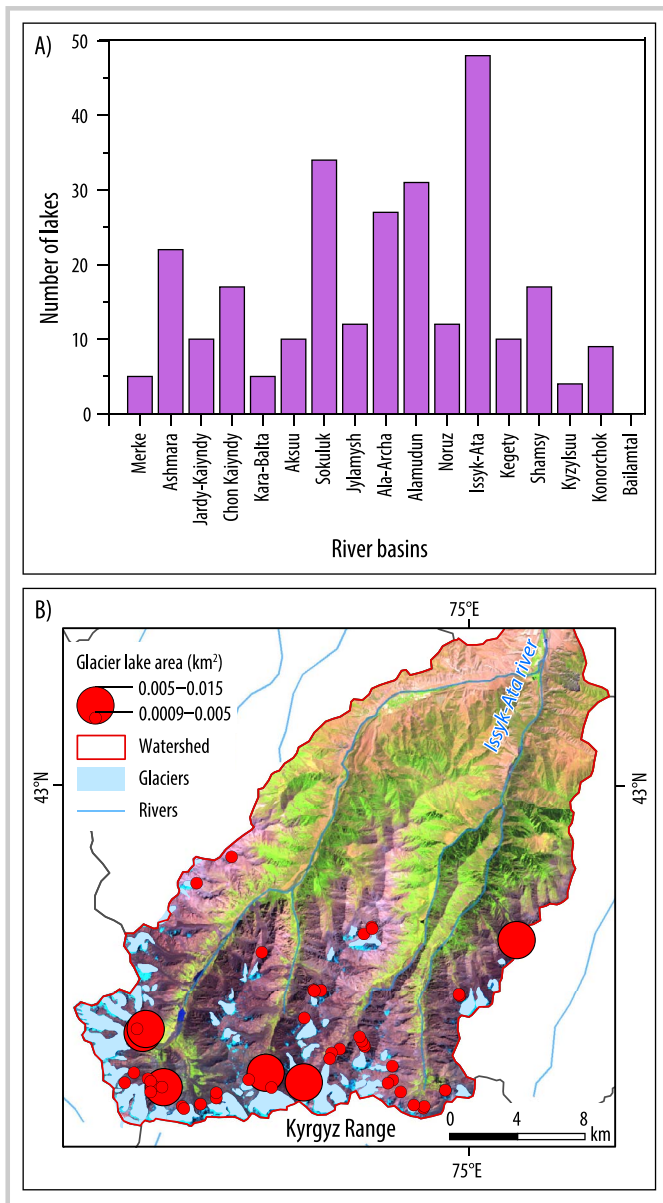 A)
50
40
30
20
10
0
Number of lakes
Merke
Ashmara
Jardy-Kaiyndy
Chon Kaiyndy
Kara-Balta
Aksuu
Sokuluk
Jylamysh
Ala-Archa
Alamudun
Noruz
Issyk-Ata
Kegety
Shamsy
Kyzylsuu
Konorchok
Bailamtal
River basins
B)
75°E
Glacier lake area (km²)
0.005–0.015
0.0009–0.005
Watershed
Glaciers
Rivers
Issyk-Ata river
43°N
43°N
Kyrgyz Range
0 4 8
km
75°E